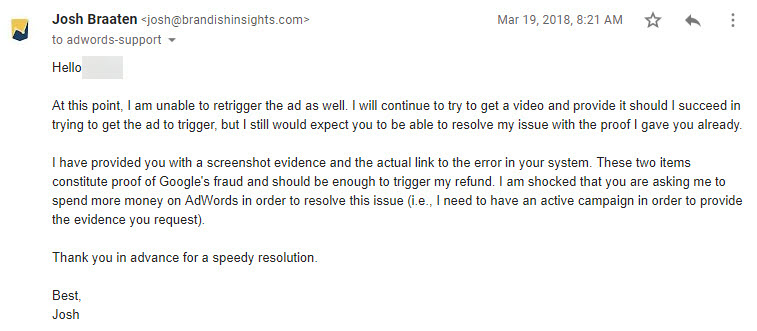 Josh Braaten <josh@brandishinsights.com> Mar 19, 2018, 8:21 AM
to adwords-support
Hello
At this point, I am unable to retrigger the ad as well. I will continue to try to get a video and provide it should I succeed in
trying to get the ad to trigger, but I still would expect you to be able to resolve my issue with the proof I gave you already.
I have provided you with a screenshot evidence and the actual link to the error in your system. These two items
constitute proof of Google's fraud and should be enough to trigger my refund. I am shocked that you are asking me to
spend more money on AdWords in order to resolve this issue (i.e., I need to have an active campaign in order to provide
the evidence you request).
Thank you in advance for a speedy resolution.
Best,
Josh